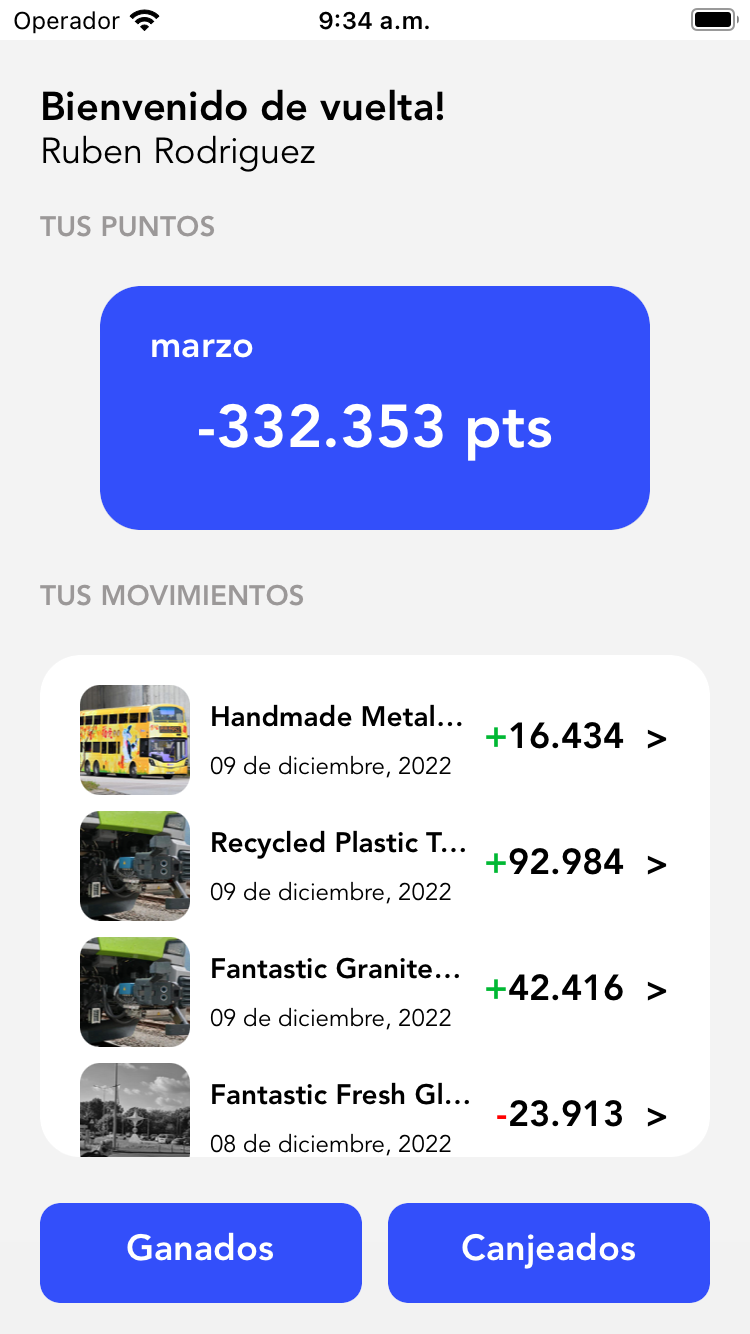 Operador 9:34 a.m.
Bienvenido de vuelta!
Ruben Rodriguez
TUS PUNTOS
marzo
-332.353 pts
TUS MOVIMIENTOS
Handmade Metal...
+16.434 >
09 de diciembre, 2022
Recycled Plastic T...
+92.984 >
09 de diciembre, 2022
Fantastic Granite...
+42.416 >
09 de diciembre, 2022
Fantastic Fresh Gl...
-23.913 >
08 de diciembre, 2022
Ganados Canjeados